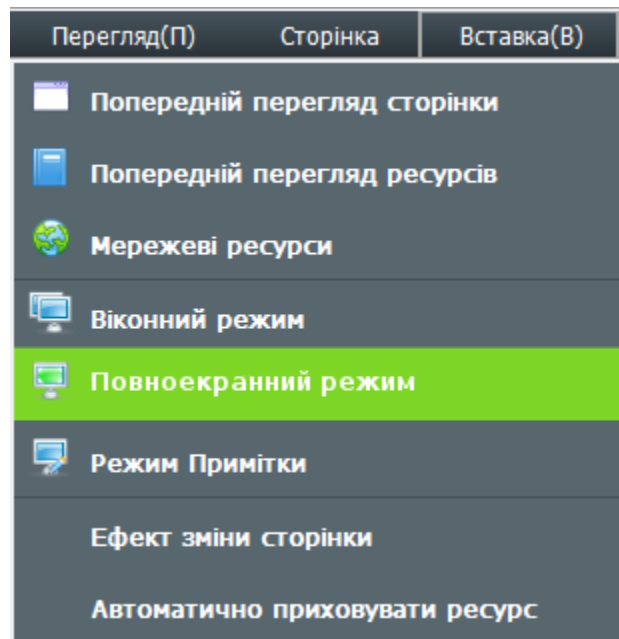 Перегляд(П) Сторінка Вставка(В)
Попередній перегляд сторінки
Попередній перегляд ресурсів
Мережеві ресурси
Віконний режим
Повноекранний режим
Режим Примітки
Ефект зміни сторінки
Автоматично приховувати ресурс